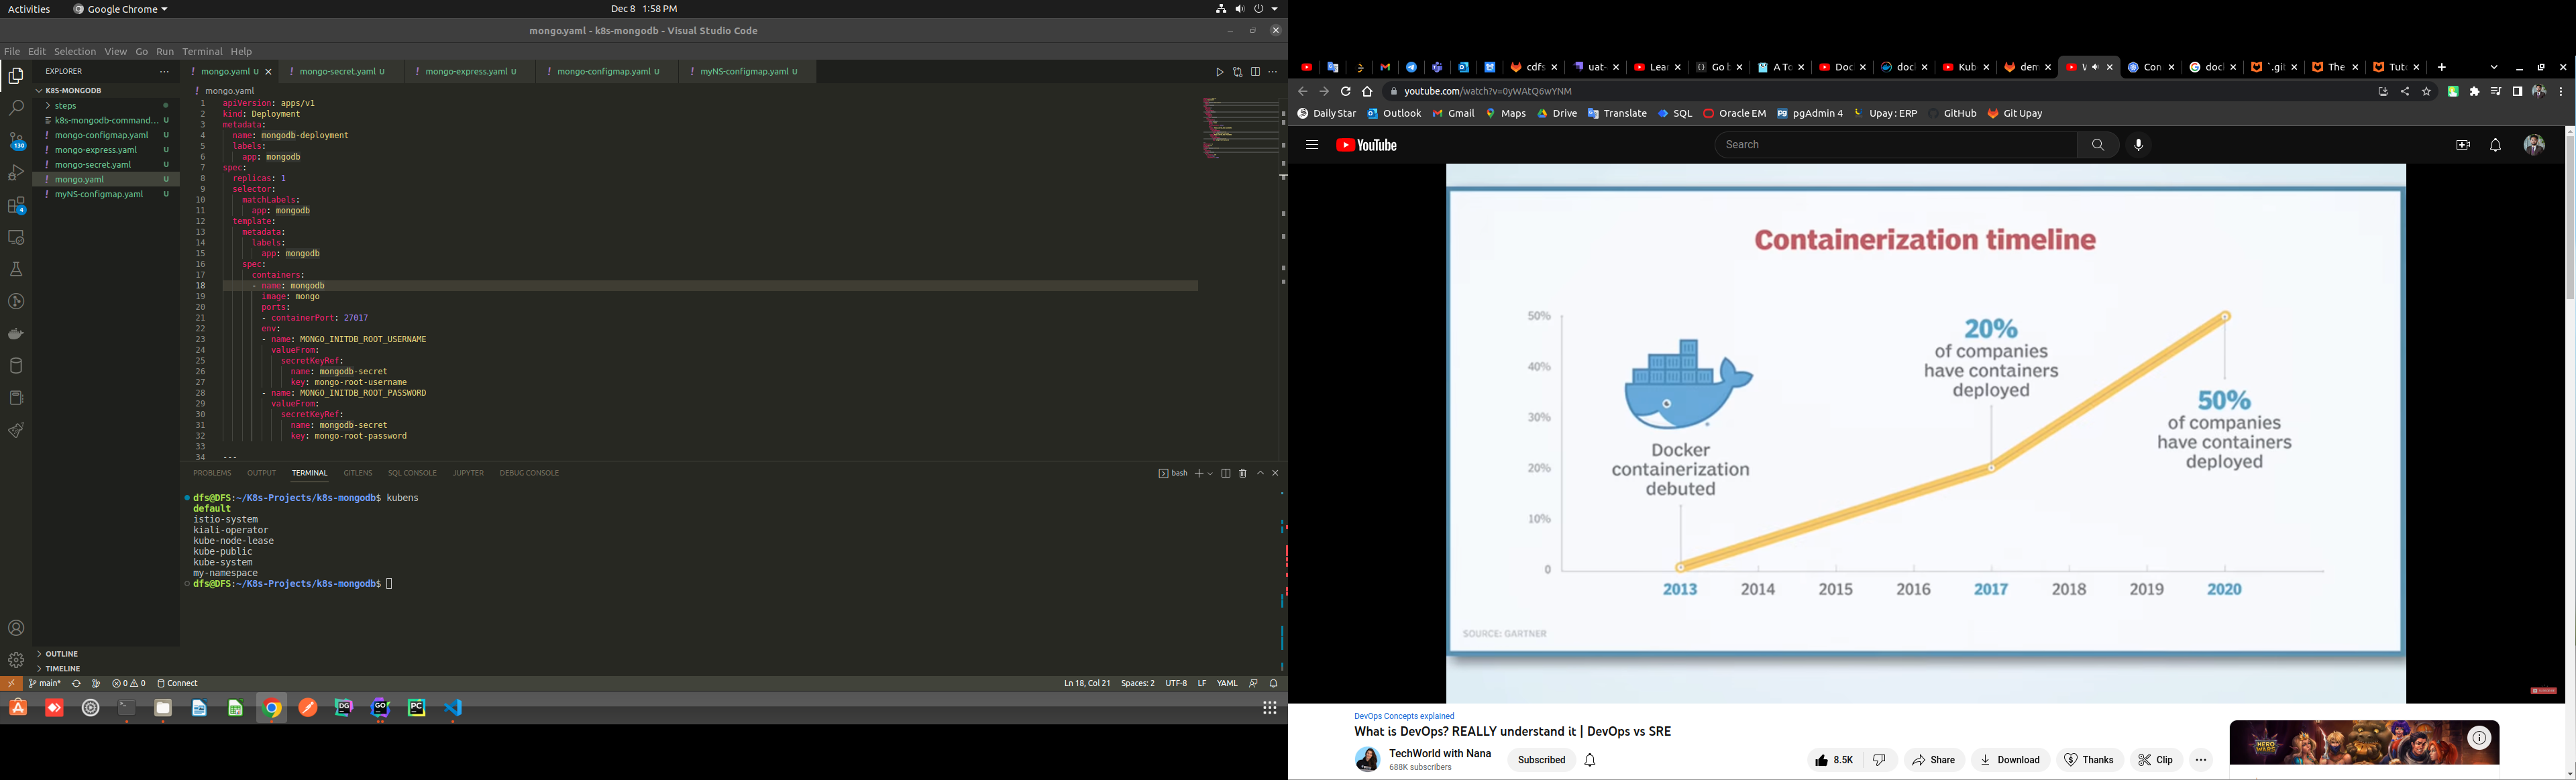 Activities
Google Chrome
Dec 8 1:58 PM
mongo.yaml - k8s-mongodb - Visual Studio Code
File Edit Selection View Go Run Terminal Help
EXPLORER
K8S-MONGODB
steps
k8s-mongodb-command... U
mongo-configmap.yaml U
mongo-express.yaml U
mongo-secret.yaml U
mongo.yaml U
myNS-configmap.yaml U
130
4
OUTLINE
TIMELINE
mongo.yaml U
mongo-secret.yaml U
mongo-express.yaml U
mongo-configmap.yaml U
myNS-configmap.yaml U
mongo.yaml
1 apiVersion: apps/v1
2 kind: Deployment
3 metadata:
4 name: mongodb-deployment
5 labels:
6 app: mongodb
7 spec:
8 replicas: 1
9 selector:
10 matchLabels:
11 app: mongodb
12 template:
13 metadata:
14 labels:
15 app: mongodb
16 spec:
17 containers:
18 - name: mongodb
19 image: mongo
20 ports:
21 - containerPort: 27017
22 env:
23 - name: MONGO_INITDB_ROOT_USERNAME
24 valueFrom:
25 secretKeyRef:
26 name: mongodb-secret
27 key: mongo-root-username
28 - name: MONGO_INITDB_ROOT_PASSWORD
29 valueFrom:
30 secretKeyRef:
31 name: mongodb-secret
32 key: mongo-root-password
33
34 ---
PROBLEMS OUTPUT TERMINAL GITLENS SQL CONSOLE JUPYTER DEBUG CONSOLE
bash
dfs@DFS:~/K8s-Projects/k8s-mongodb$ kubens
default
istio-system
kiali-operator
kube-node-lease
kube-public
kube-system
my-namespace
dfs@DFS:~/K8s-Projects/k8s-mongodb$
main* 0 0 Connect
Ln 18, Col 21 Spaces: 2 UTF-8 LF YAML
DG GO PC
cdfs uat- Lear Go b A To Doc doc Kub dem Con doc `.git The Tut
youtube.com/watch?v=0yWAtQ6wYNM
Daily Star Outlook Gmail Maps Drive Translate SQL Oracle EM pgAdmin 4 Upay : ERP GitHub Git Upay
YouTube
Search
Containerization timeline
50%
40%
30%
20%
10%
0
Docker
containerization
debuted
20%
of companies
have containers
deployed
50%
of companies
have containers
deployed
2013 2014 2015 2016 2017 2018 2019 2020
SOURCE: GARTNER
DevOps Concepts explained
What is DevOps? REALLY understand it | DevOps vs SRE
TechWorld with Nana
688K subscribers
Subscribed
8.5K
Share
Download
Thanks
Clip
HERO WARS